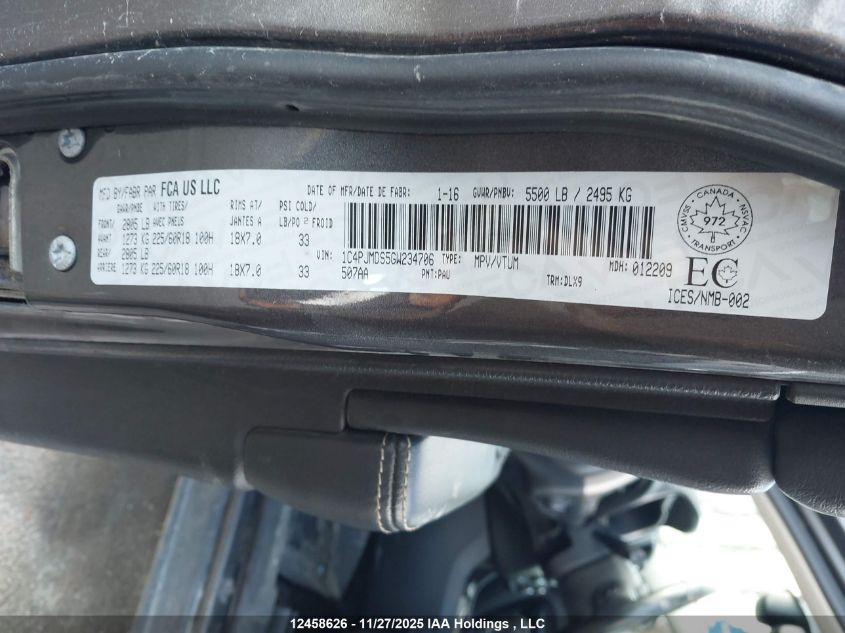 MFD BY/FABR PAR FCA US LLC DATE OF MFR/DATE DE FABR: 1-16 GVWR/PNBV: 5500 LB / 2495 KG
GAWR/PNBE WITH TIRES/ RIMS AT/ PSI COLD/
FRONT/ 2805 LB AVEC PNEUS JANTES A LB/PO² FROID
AVANT 1273 KG 225/60R18 100H 18X7.0 33 VIN: 1C4PJMDS5GW234706 TYPE: MPV/VTUM MDH: 012209
REAR/ 2805 LB
ARRIERE 1273 KG 225/60R18 100H 18X7.0 33 507AA PNT:PAU TRM:DLX9
CANADA
CMVSS NSVAC
972
TRANSPORT
EC
ICES/NMB-002
12458626 - 11/27/2025 IAA Holdings , LLC